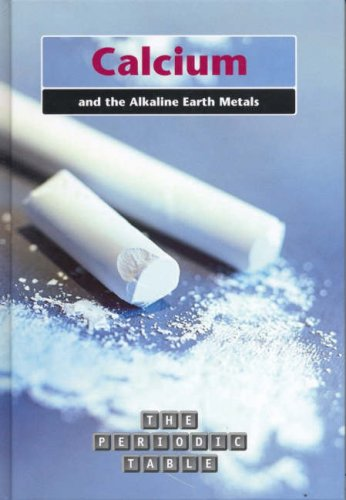 Calcium
and the Alkaline Earth Metals
THE
PERIODIC
TABLE